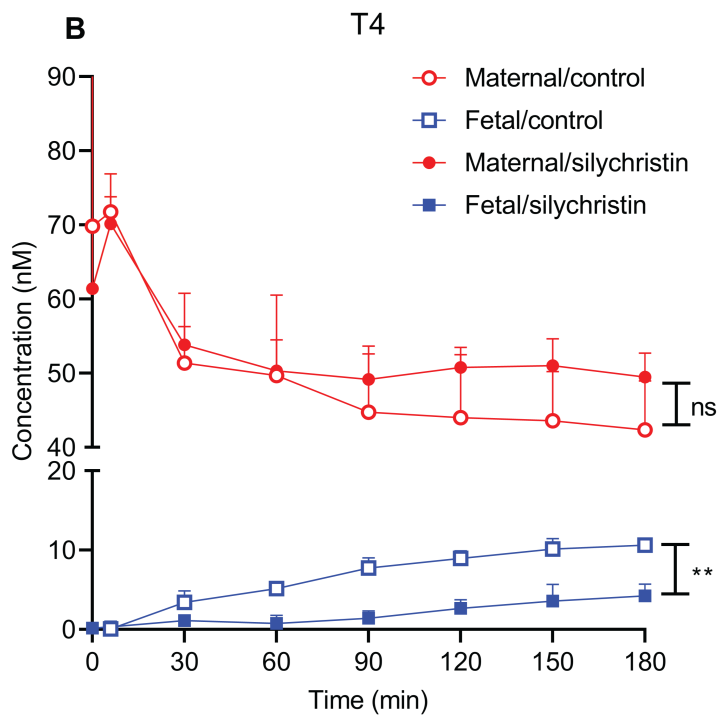 B
T4
Maternal/control
Fetal/control
Maternal/silychristin
Fetal/silychristin
Concentration (nM)
90
80
70
60
50
40
20
10
0
ns
**
0 30 60 90 120 150 180
Time (min)